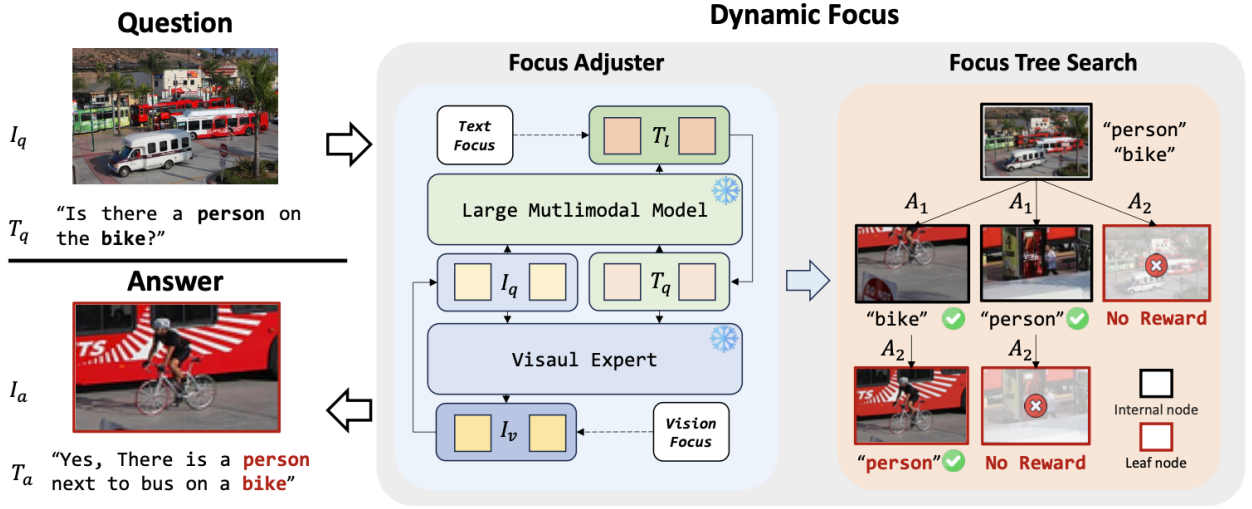 Dynamic Focus
Question
I_q
T_q
“Is there a person on
the bike?”
Answer
I_a
T_a
“Yes, There is a person
next to bus on a bike”
Focus Adjuster
Text
Focus
T_l
Large Mutlimodal Model
I_q
T_q
Visaul Expert
I_v
Vision
Focus
Focus Tree Search
“person”
“bike”
A_1
A_1
A_2
“bike”
“person”
No Reward
A_2
A_2
“person”
No Reward
Internal node
Leaf node